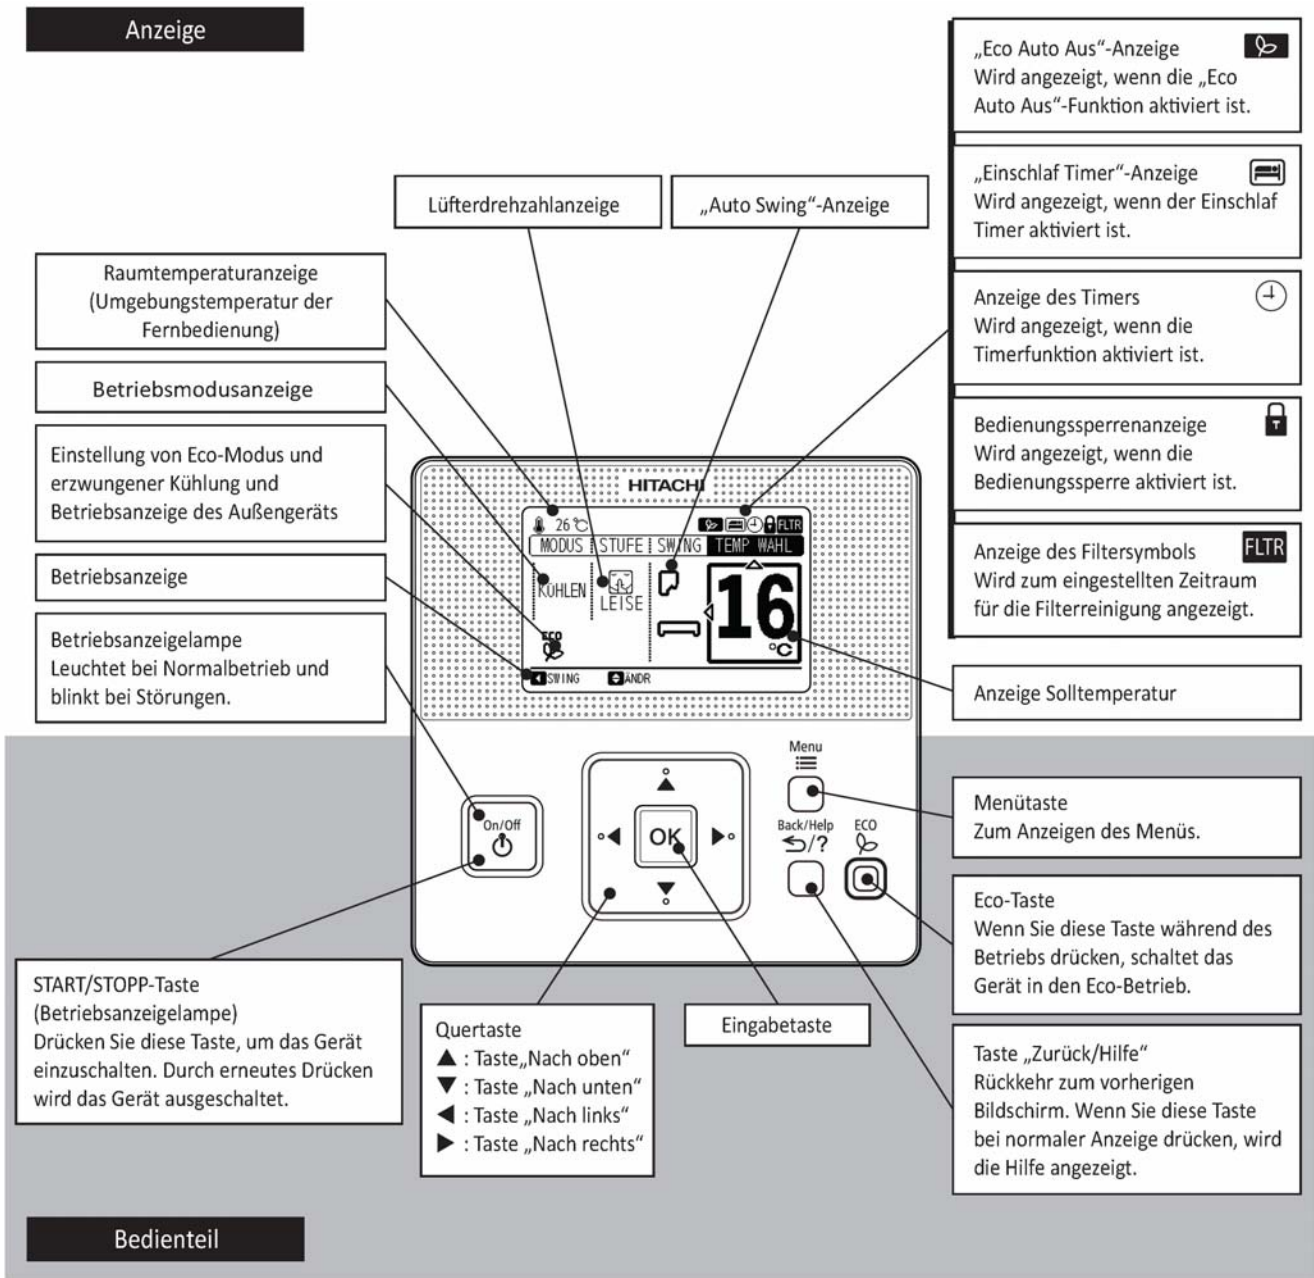 Anzeige
„Eco Auto Aus“-Anzeige
Wird angezeigt, wenn die „Eco
Auto Aus“-Funktion aktiviert ist.
„Einschlaf Timer“-Anzeige
Wird angezeigt, wenn der Einschlaf
Timer aktiviert ist.
Lüfterdrehzahlanzeige
„Auto Swing“-Anzeige
Raumtemperaturanzeige
(Umgebungstemperatur der
Fernbedienung)
Anzeige des Timers
Wird angezeigt, wenn die
Timerfunktion aktiviert ist.
Betriebsmodusanzeige
Bedienungssperrenanzeige
Wird angezeigt, wenn die
Bedienungssperre aktiviert ist.
Einstellung von Eco-Modus und
erzwungener Kühlung und
Betriebsanzeige des Außengeräts
Anzeige des Filtersymbols FLTR
Wird zum eingestellten Zeitraum
für die Filterreinigung angezeigt.
Betriebsanzeige
Betriebsanzeigelampe
Leuchtet bei Normalbetrieb und
blinkt bei Störungen.
Anzeige Solltemperatur
HITACHI
26 °C FLTR
MODUS STUFE SWING TEMP WAHL
KÜHLEN
LEISE
16
°C
ECO
SWING ÄNDR
Menu
On/Off
OK
Back/Help
/?
ECO
Menütaste
Zum Anzeigen des Menüs.
Eco-Taste
Wenn Sie diese Taste während des
Betriebs drücken, schaltet das
Gerät in den Eco-Betrieb.
START/STOPP-Taste
(Betriebsanzeigelampe)
Drücken Sie diese Taste, um das Gerät
einzuschalten. Durch erneutes Drücken
wird das Gerät ausgeschaltet.
Quertaste
▲ : Taste„Nach oben“
▼ : Taste „Nach unten“
◀ : Taste „Nach links“
▶ : Taste „Nach rechts“
Eingabetaste
Taste „Zurück/Hilfe“
Rückkehr zum vorherigen
Bildschirm. Wenn Sie diese Taste
bei normaler Anzeige drücken, wird
die Hilfe angezeigt.
Bedienteil